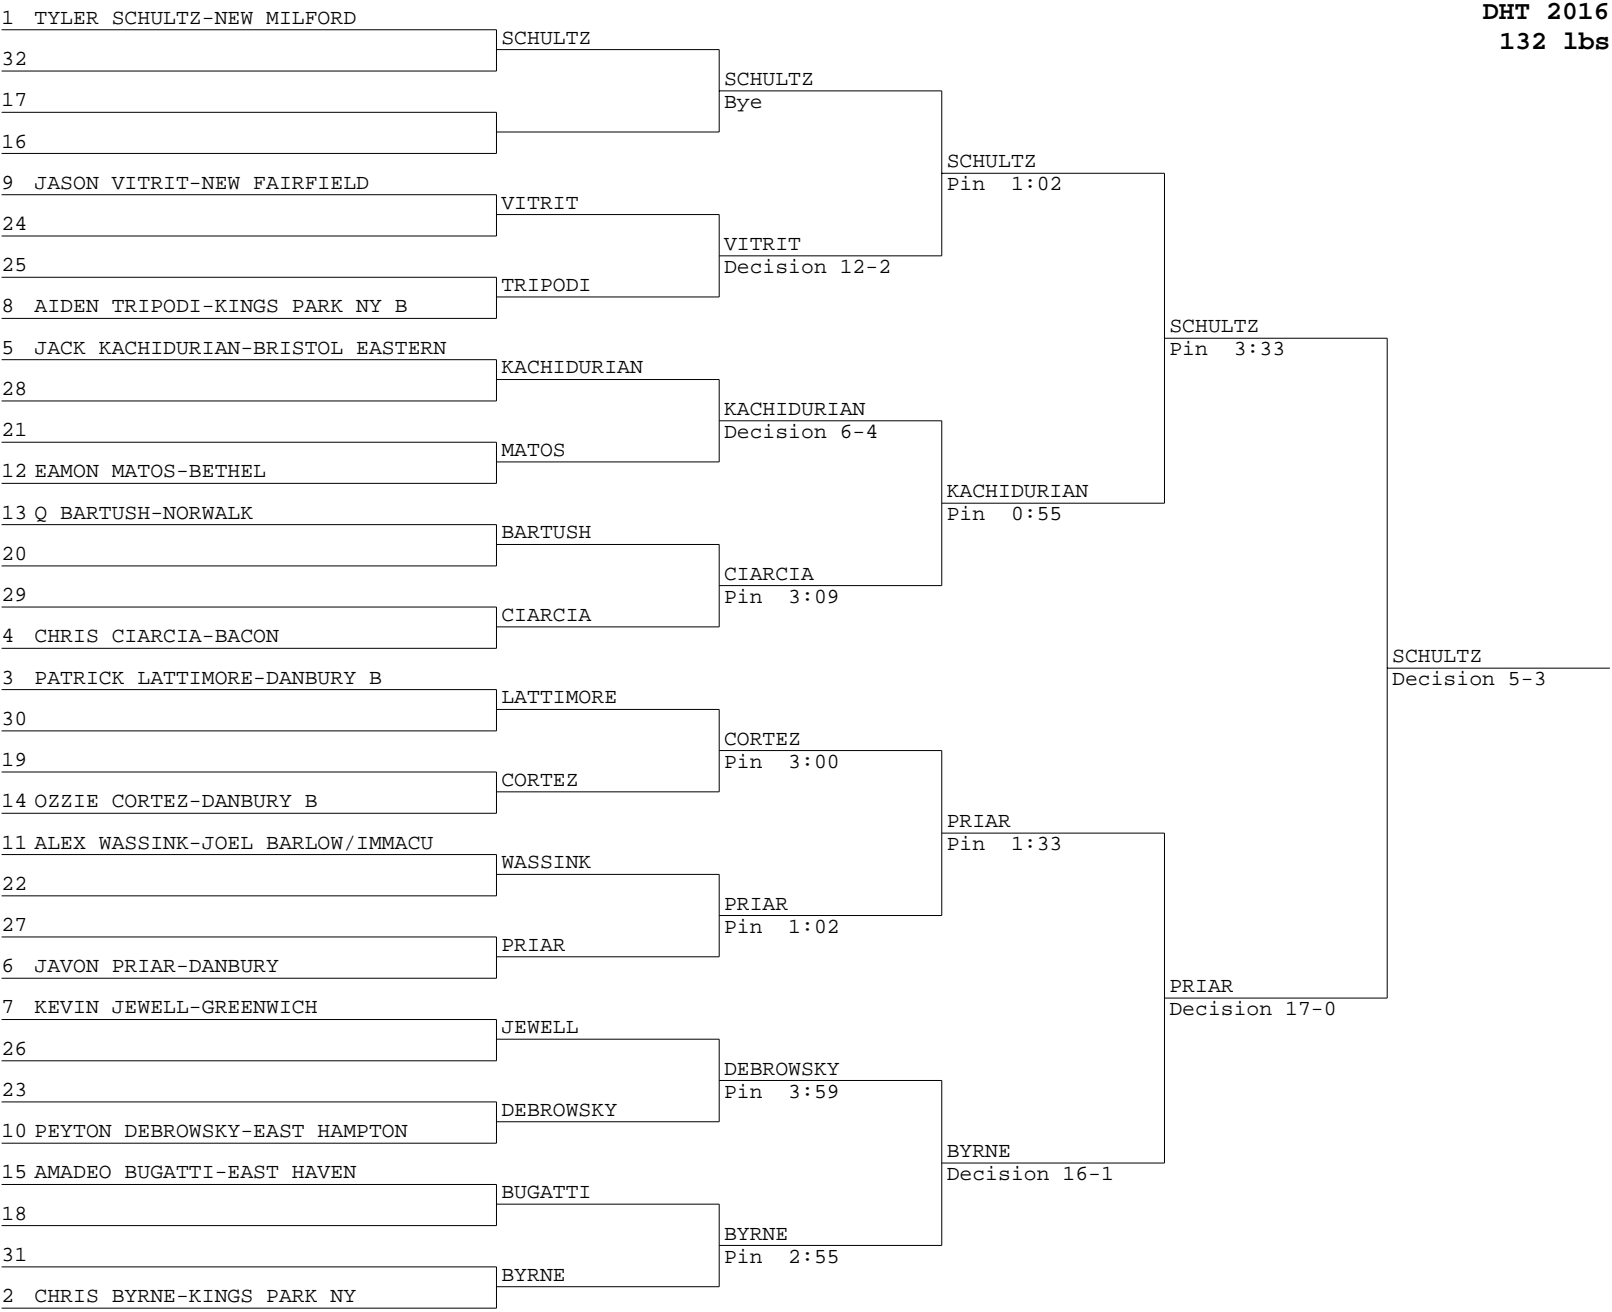 DHT 2016
132 lbs
1 TYLER SCHULTZ-NEW MILFORD
32
17
16
9 JASON VITRIT-NEW FAIRFIELD
24
25
8 AIDEN TRIPODI-KINGS PARK NY B
5 JACK KACHIDURIAN-BRISTOL EASTERN
28
21
12 EAMON MATOS-BETHEL
13 Q BARTUSH-NORWALK
20
29
4 CHRIS CIARCIA-BACON
3 PATRICK LATTIMORE-DANBURY B
30
19
14 OZZIE CORTEZ-DANBURY B
11 ALEX WASSINK-JOEL BARLOW/IMMACU
22
27
6 JAVON PRIAR-DANBURY
7 KEVIN JEWELL-GREENWICH
26
23
10 PEYTON DEBROWSKY-EAST HAMPTON
15 AMADEO BUGATTI-EAST HAVEN
18
31
2 CHRIS BYRNE-KINGS PARK NY
SCHULTZ
VITRIT
TRIPODI
KACHIDURIAN
MATOS
BARTUSH
CIARCIA
LATTIMORE
CORTEZ
WASSINK
PRIAR
JEWELL
DEBROWSKY
BUGATTI
BYRNE
SCHULTZ
Bye
VITRIT
Decision 12-2
KACHIDURIAN
Decision 6-4
CIARCIA
Pin 3:09
CORTEZ
Pin 3:00
PRIAR
Pin 1:02
DEBROWSKY
Pin 3:59
BYRNE
Pin 2:55
SCHULTZ
Pin 1:02
KACHIDURIAN
Pin 0:55
PRIAR
Pin 1:33
BYRNE
Decision 16-1
SCHULTZ
Pin 3:33
PRIAR
Decision 17-0
SCHULTZ
Decision 5-3